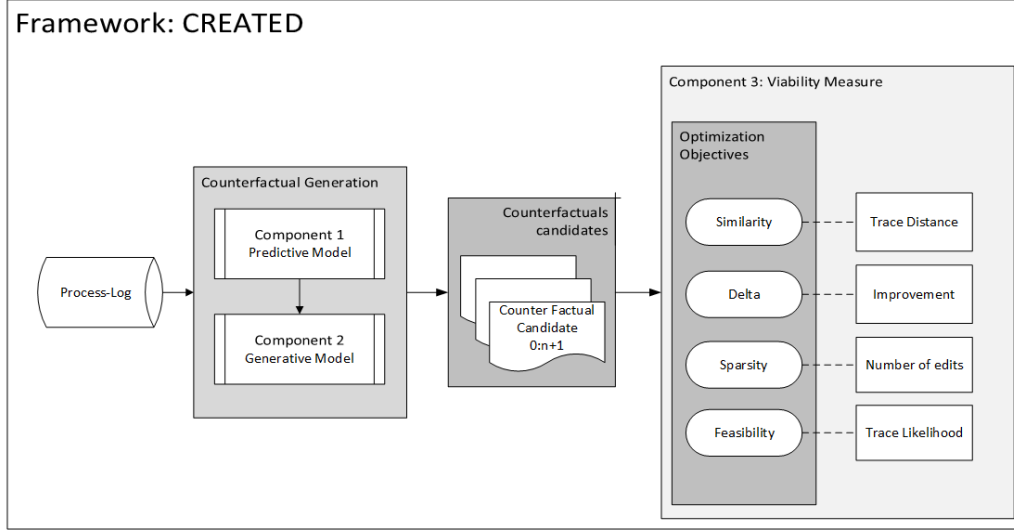 Framework: CREATED
Process-Log
Counterfactual Generation
Component 1
Predictive Model
Component 2
Generative Model
Counterfactuals
candidates
Counter Factual
Candidate
0:n+1
Component 3: Viability Measure
Optimization
Objectives
Similarity
Trace Distance
Delta
Improvement
Sparsity
Number of edits
Feasibility
Trace Likelihood